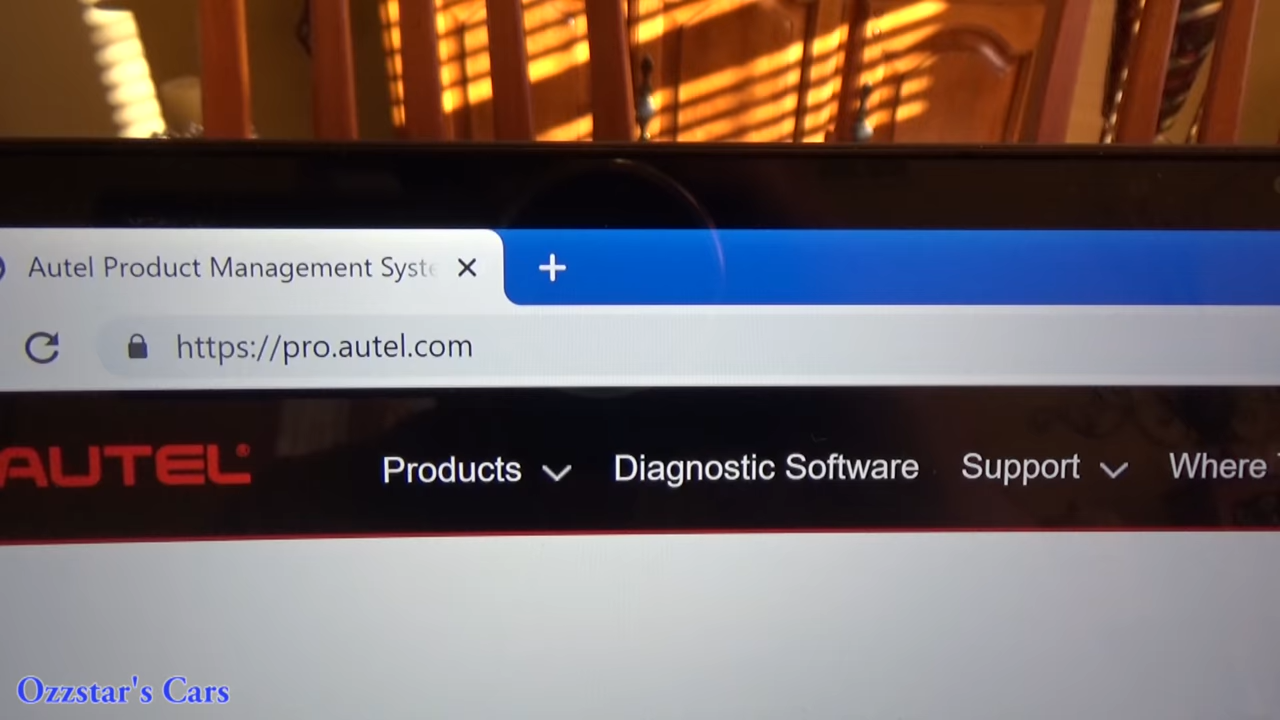 Autel Product Management Syste
https://pro.autel.com
AUTEL®
Products
Diagnostic Software
Support
Where
Ozzstar's Cars